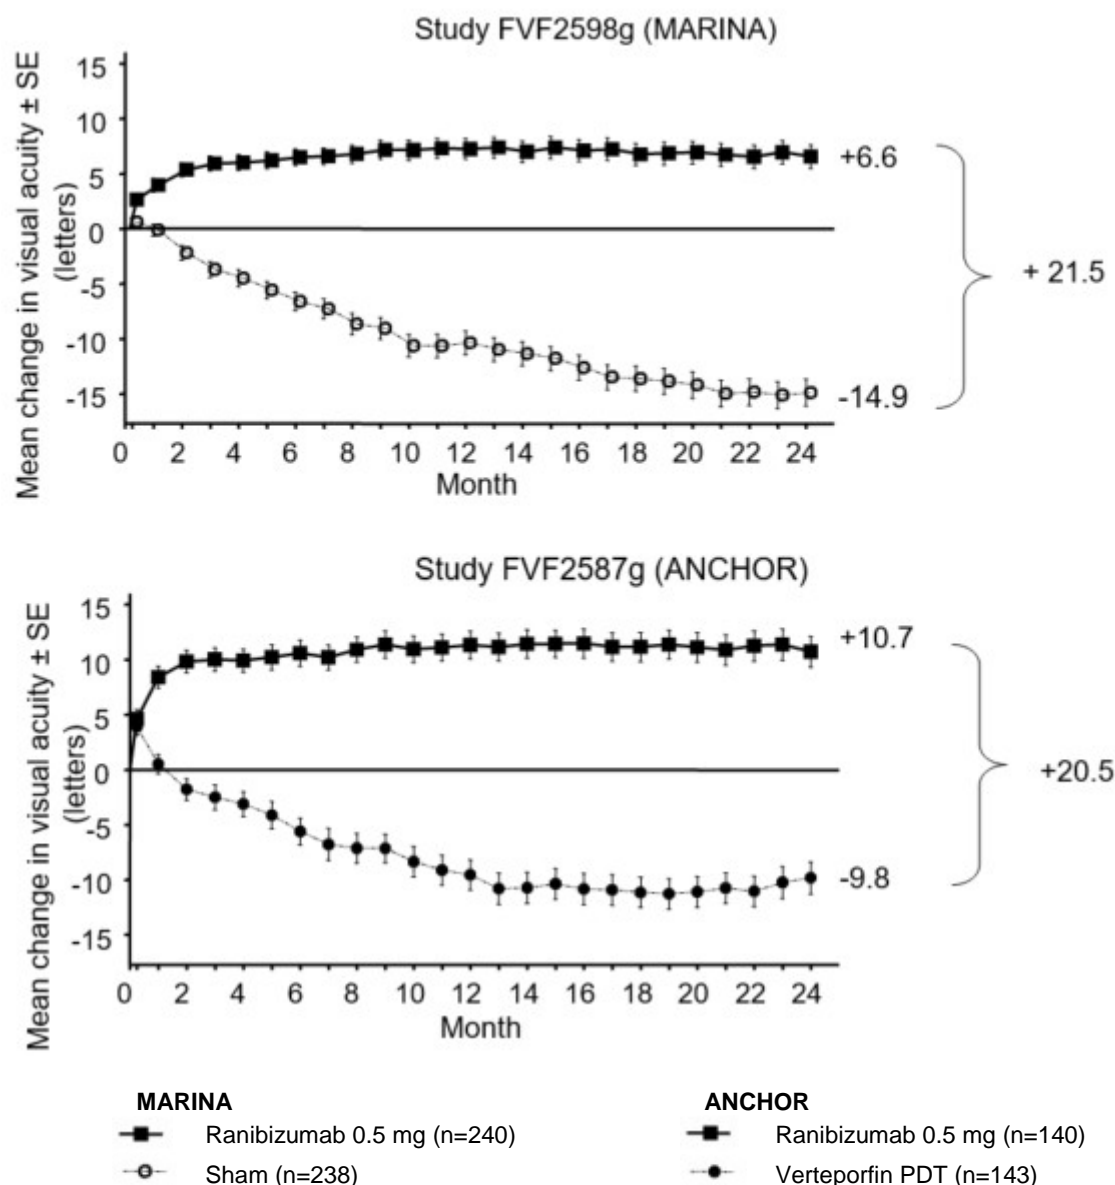 Study FVF2598g (MARINA)
Mean change in visual acuity ± SE
(letters)
15
10
5
0
-5
-10
-15
+6.6
-14.9
+ 21.5
0 2 4 6 8 10 12 14 16 18 20 22 24
Month
Study FVF2587g (ANCHOR)
Mean change in visual acuity ± SE
(letters)
15
10
5
0
-5
-10
-15
+10.7
-9.8
+20.5
0 2 4 6 8 10 12 14 16 18 20 22 24
Month
MARINA
Ranibizumab 0.5 mg (n=240)
Sham (n=238)
ANCHOR
Ranibizumab 0.5 mg (n=140)
Verteporfin PDT (n=143)